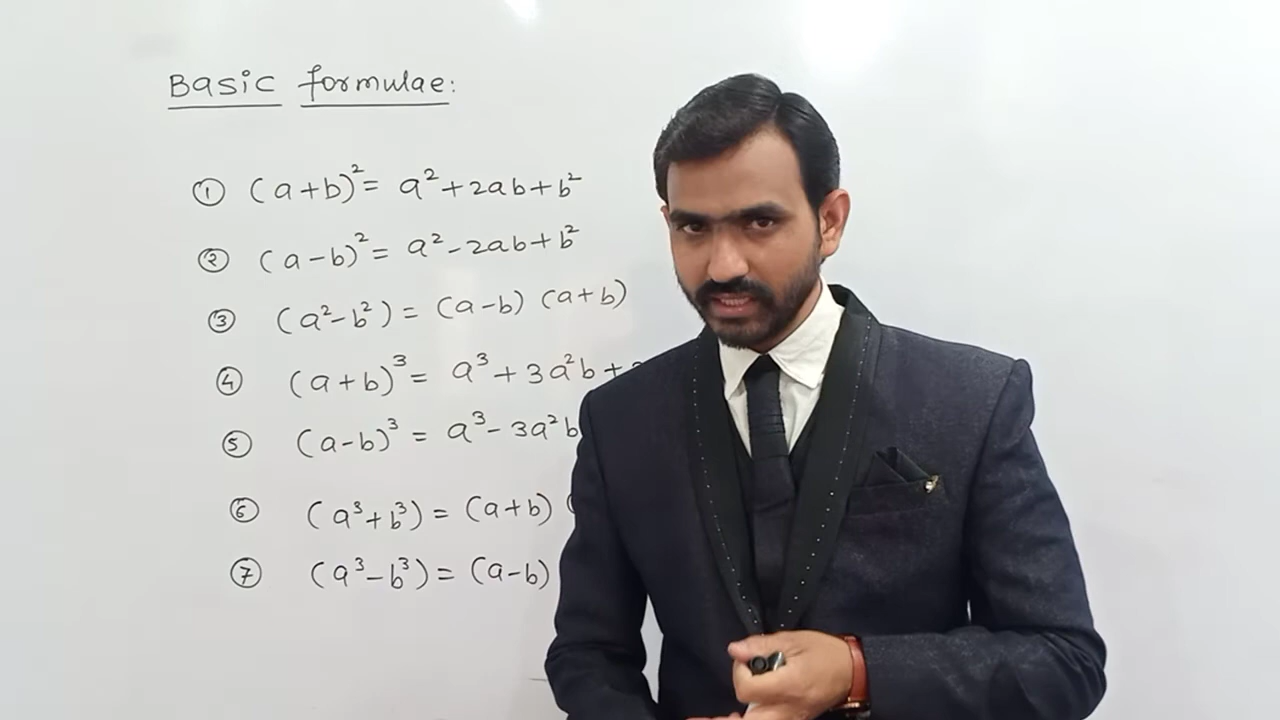 Basic formulae:
① (a+b)² = a²+2ab+b²
② (a-b)² = a²-2ab+b²
③ (a²-b²) = (a-b) (a+b)
④ (a+b)³ = a³+3a²b+
⑤ (a-b)³ = a³-3a²b
⑥ (a³+b³) = (a+b) (
⑦ (a³-b³) = (a-b)